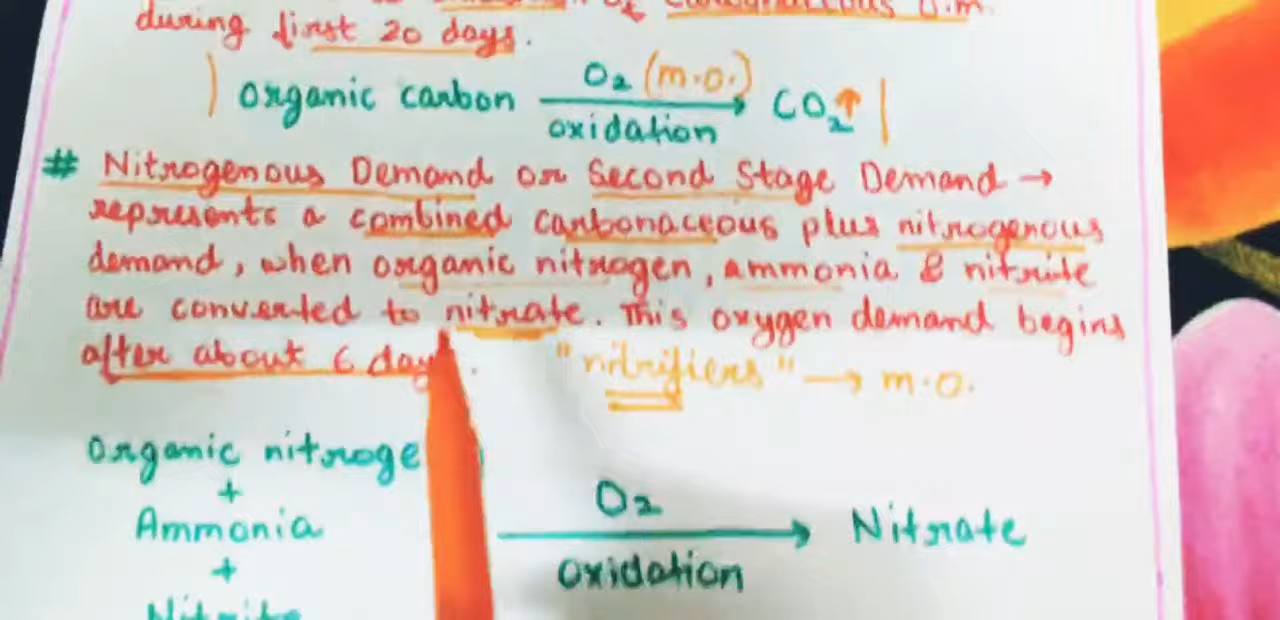 during first 20 days.
organic carbon O2 (m.o.) oxidation CO2↑
# Nitrogenous Demand or Second Stage Demand →
represents a combined carbonaceous plus nitrogenous
demand, when organic nitrogen, ammonia & nitrite
are converted to nitrate. This oxygen demand begins
after about 6
"nitrifiers" → m.o.
Organic
+
Ammonia
O2
oxidation
Nitrate
+